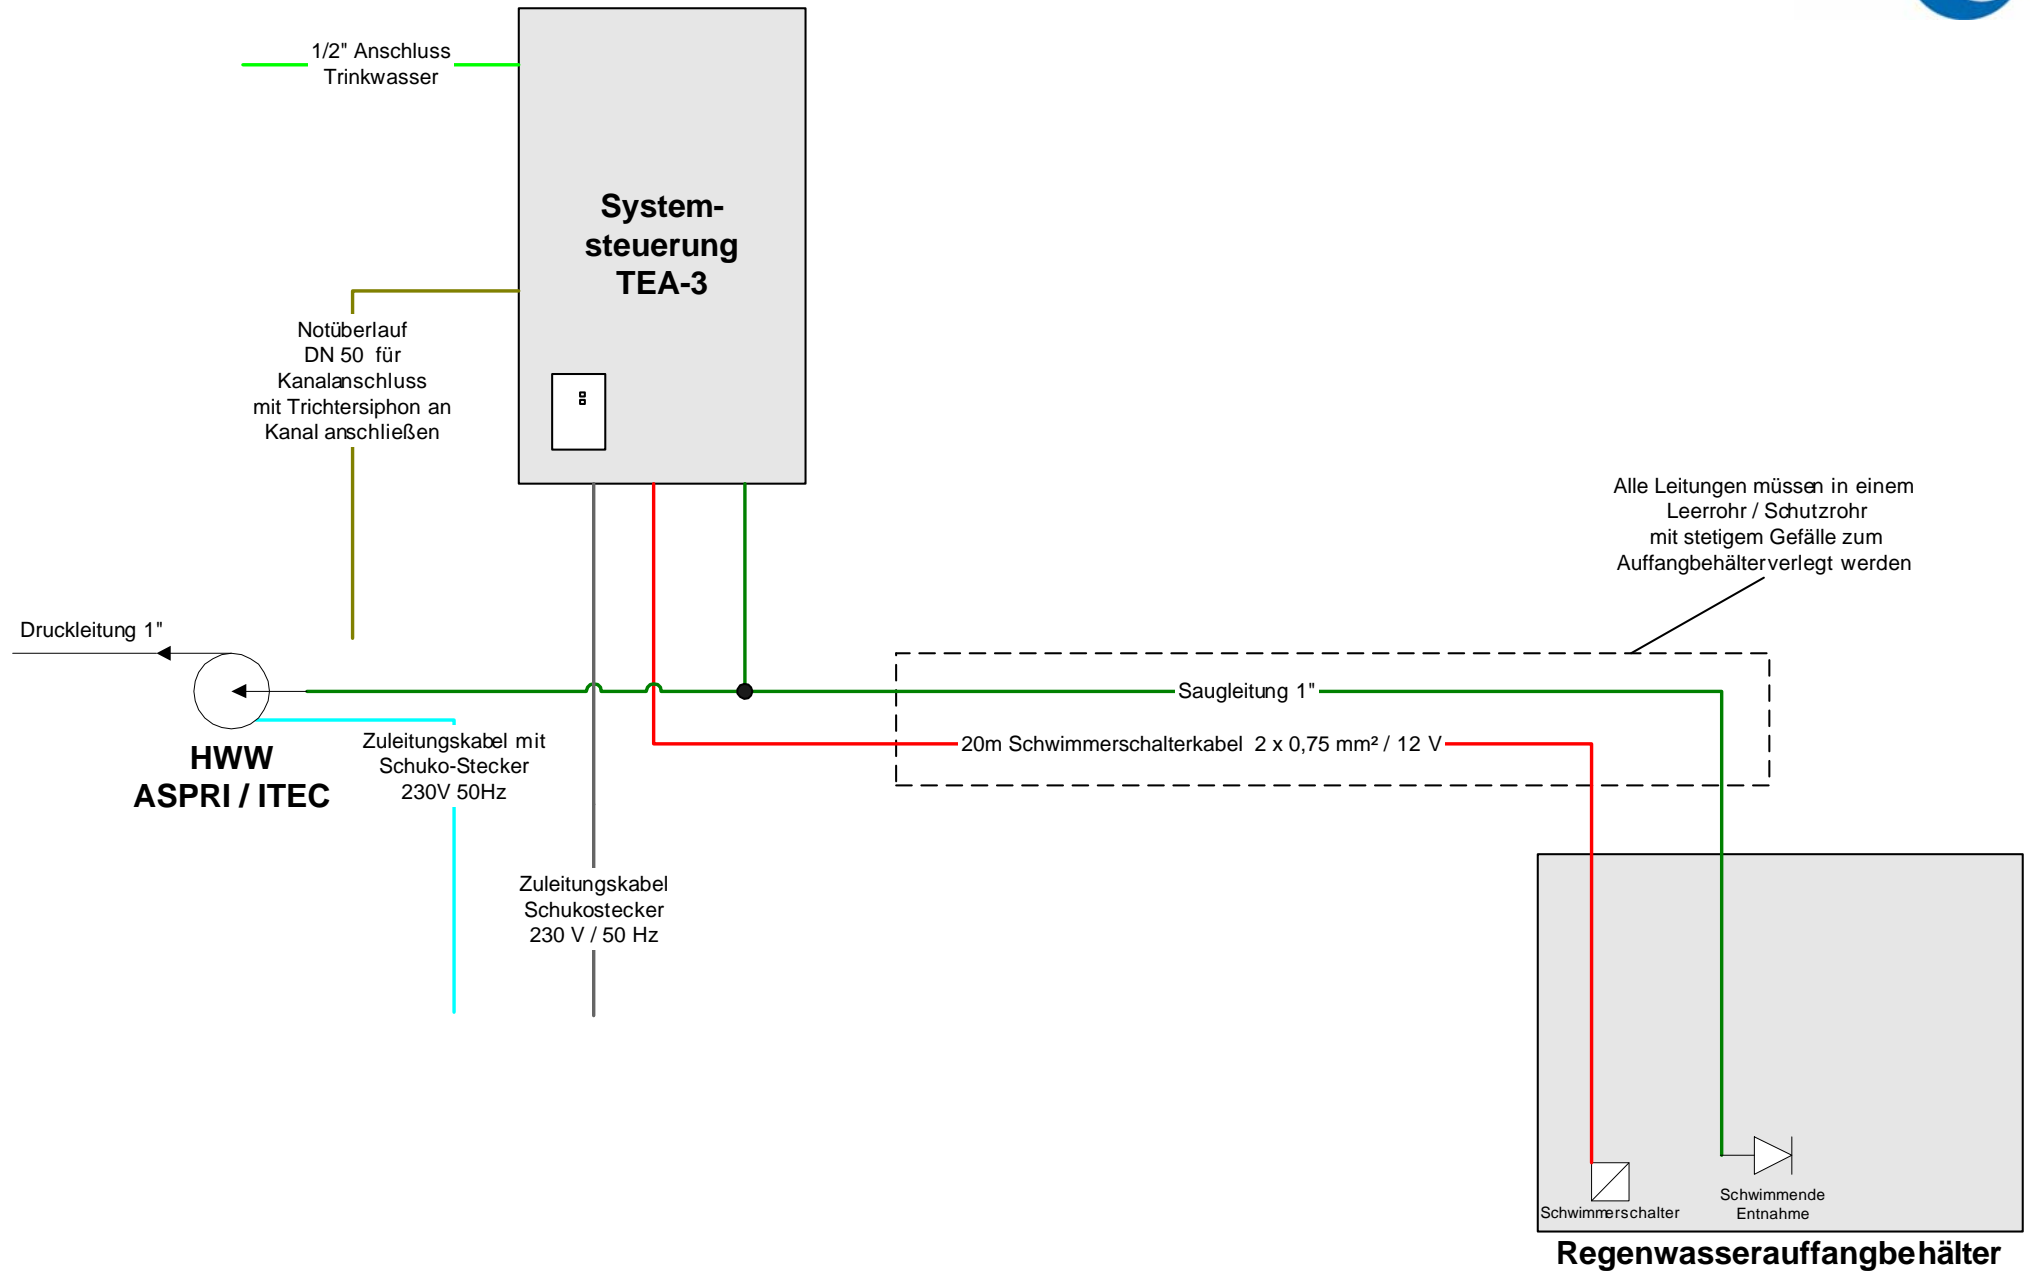 1/2" Anschluss
Trinkwasser
System-
steuerung
TEA-3
Notüberlauf
DN 50 für
Kanalanschluss
mit Trichtersiphon an
Kanal anschließen
Alle Leitungen müssen in einem
Leerrohr / Schutzrohr
mit stetigem Gefälle zum
Auffangbehälter verlegt werden
Druckleitung 1"
Saugleitung 1"
20m Schwimmerschalterkabel 2 x 0,75 mm² / 12 V
HWW
ASPRI / ITEC
Zuleitungskabel mit
Schuko-Stecker
230V 50Hz
Zuleitungskabel
Schukostecker
230 V / 50 Hz
Schwimmerschalter
Schwimmende
Entnahme
Regenwasserauffangbehälter